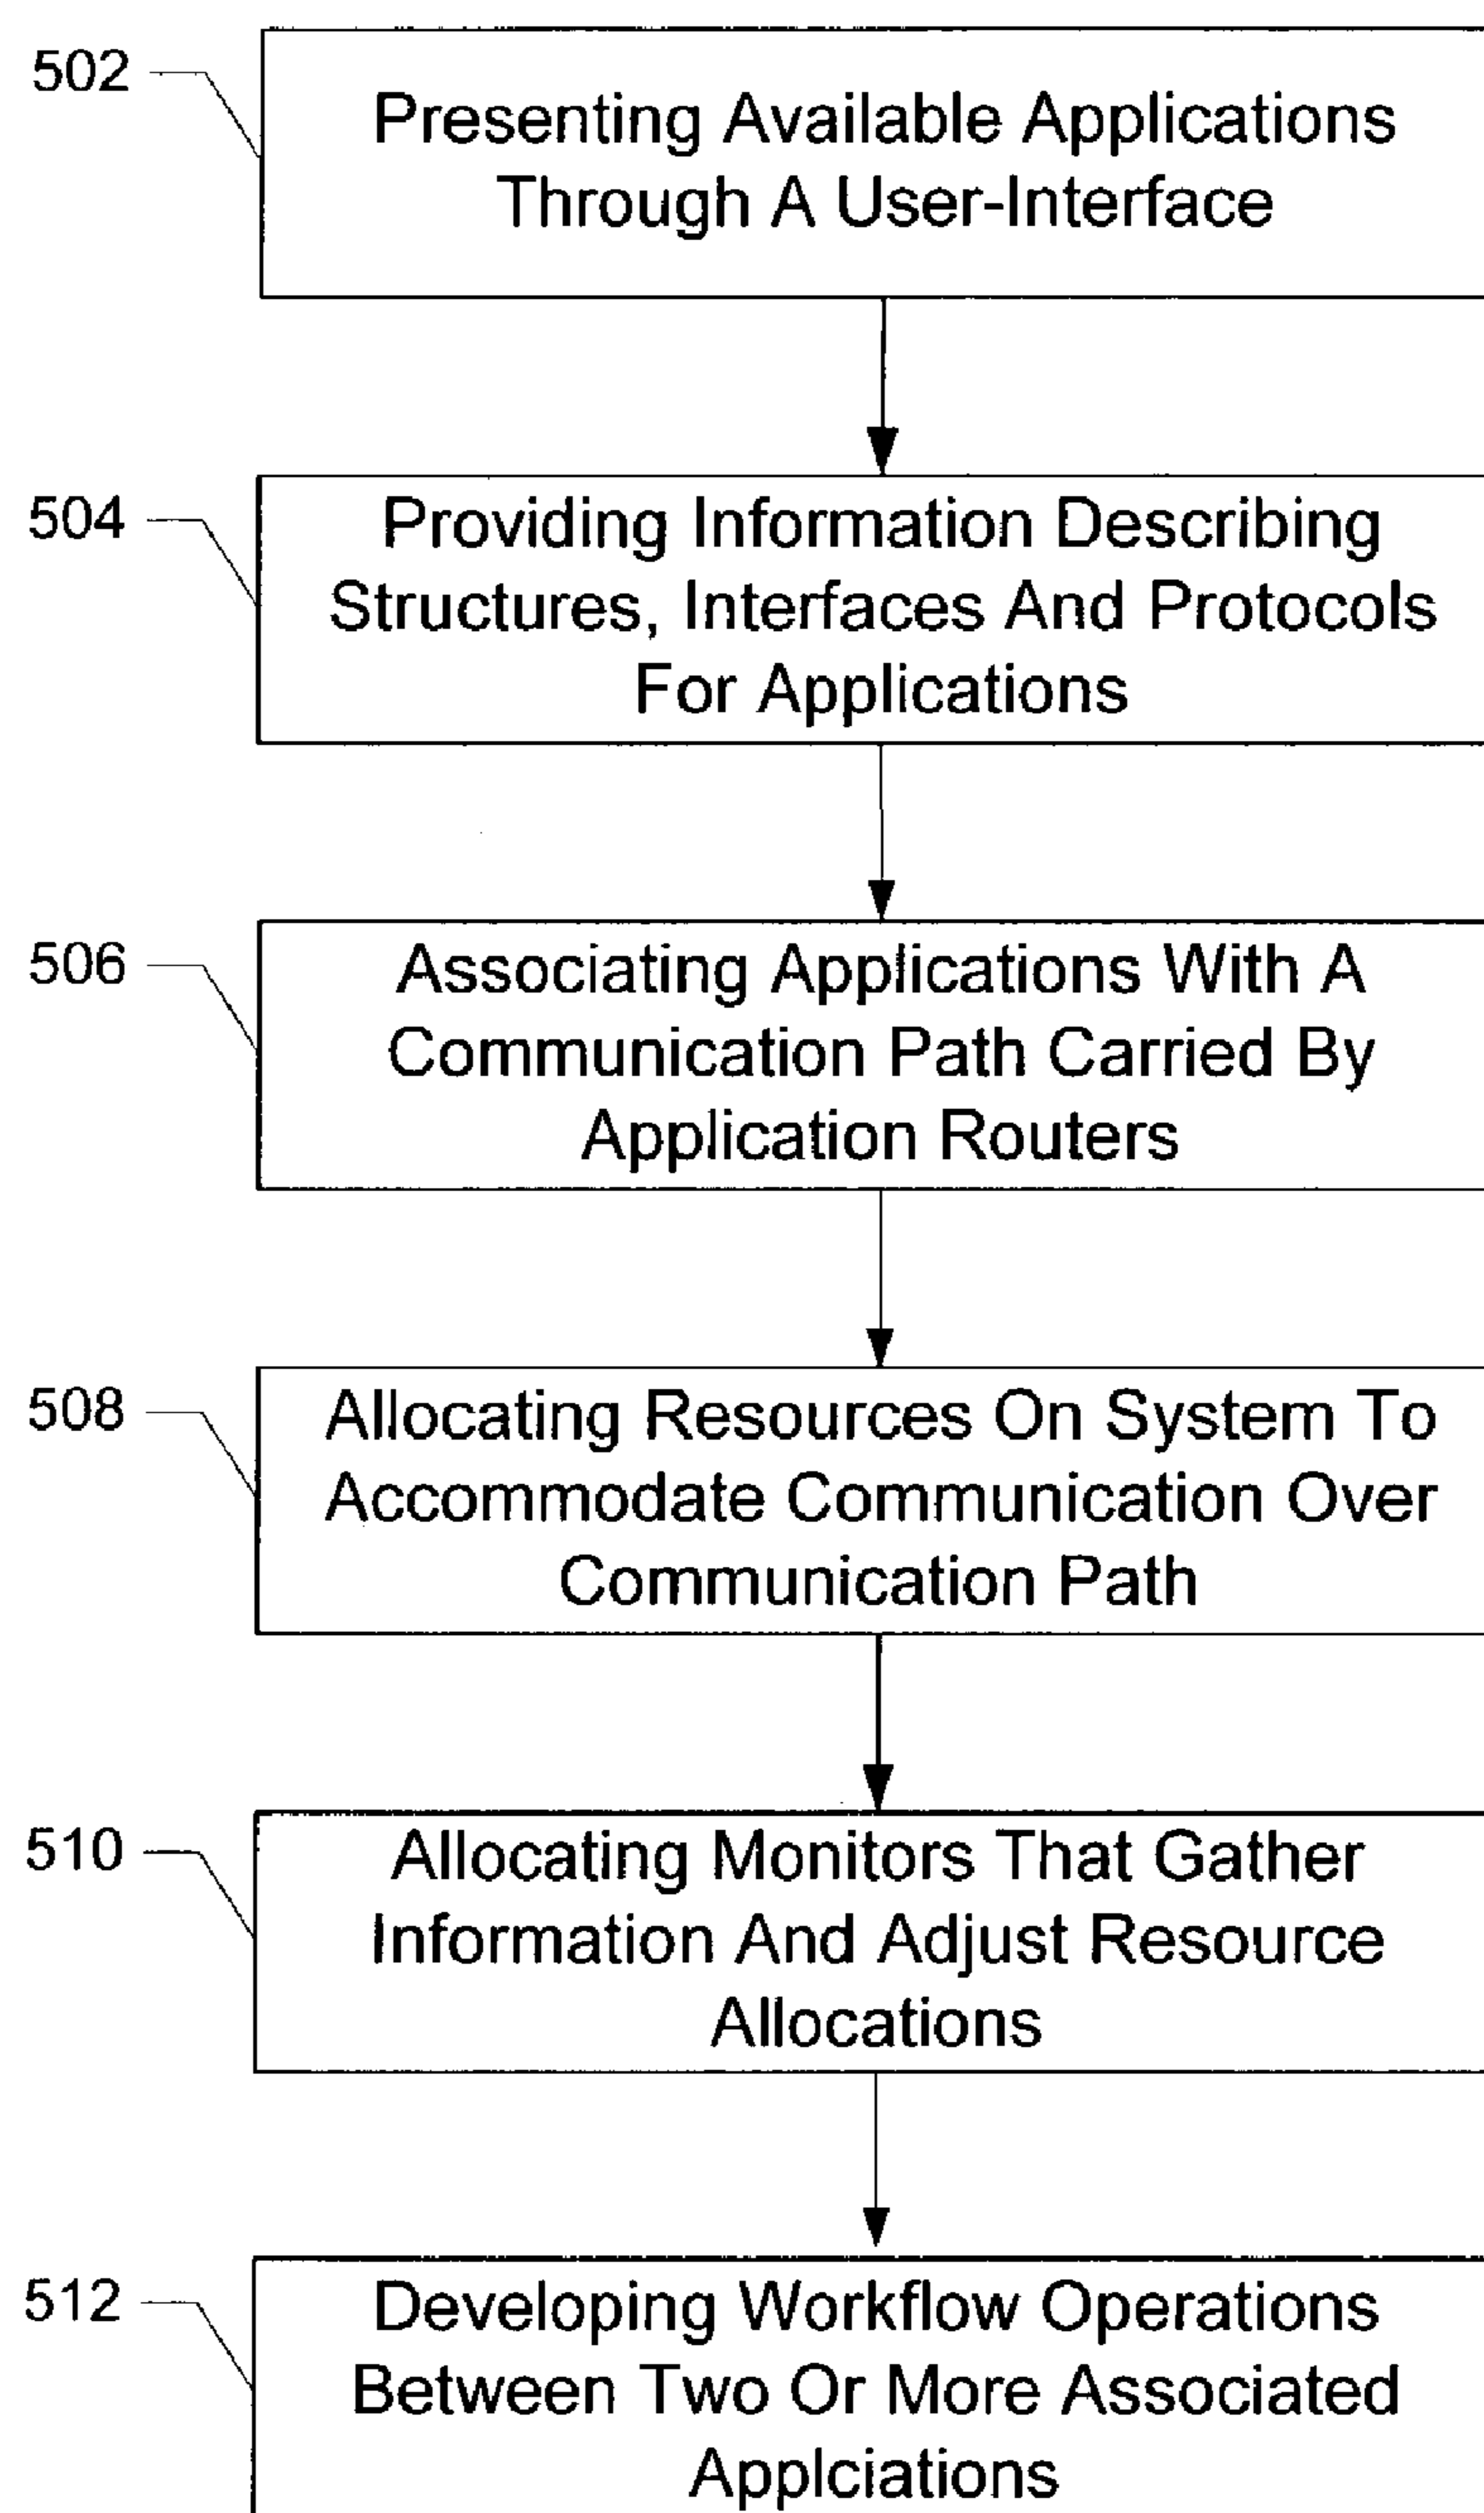 502
Presenting Available Applications
Through A User-Interface
504
Providing Information Describing
Structures, Interfaces And Protocols
For Applications
506
Associating Applications With A
Communication Path Carried By
Application Routers
508
Allocating Resources On System To
Accommodate Communication Over
Communication Path
510
Allocating Monitors That Gather
Information And Adjust Resource
Allocations
512
Developing Workflow Operations
Between Two Or More Associated
Applciations